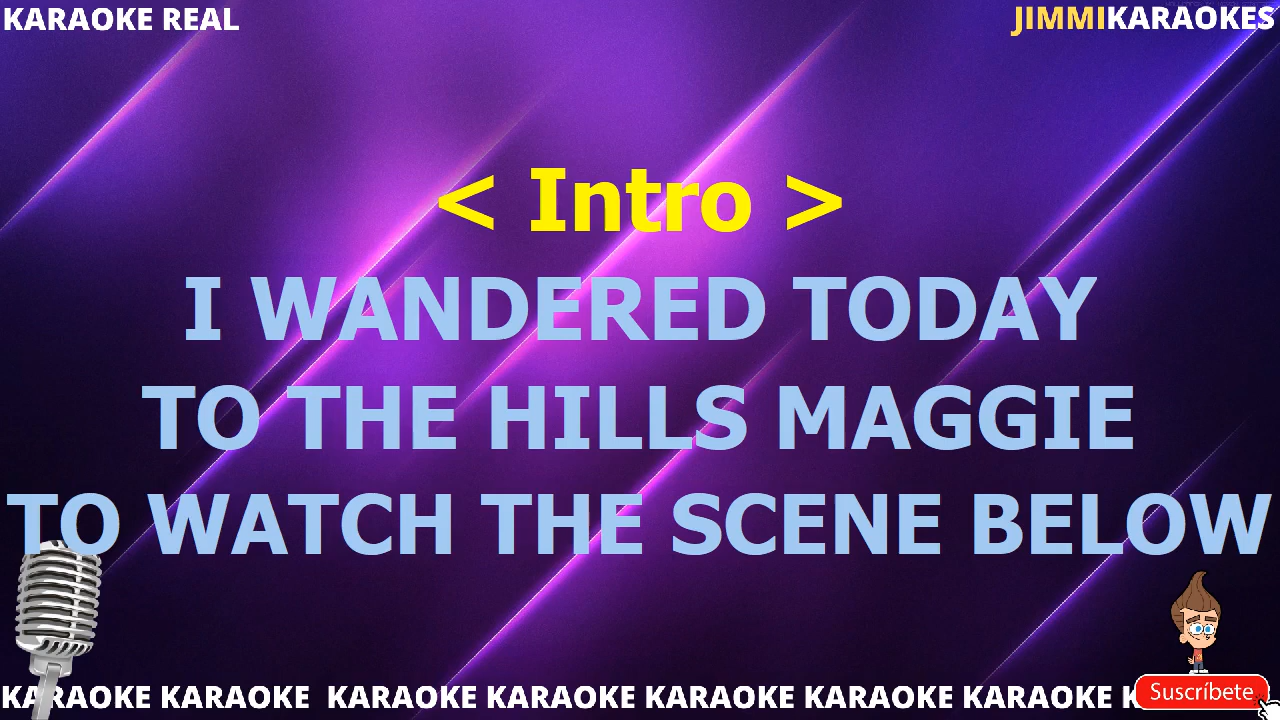 KARAOKE REAL
JIMMIKARAOKES
< Intro >
I WANDERED TODAY
TO THE HILLS MAGGIE
TO WATCH THE SCENE BELOW
KARAOKE KARAOKE KARAOKE KARAOKE KARAOKE KARAOKE KARAOKE K
Suscríbete